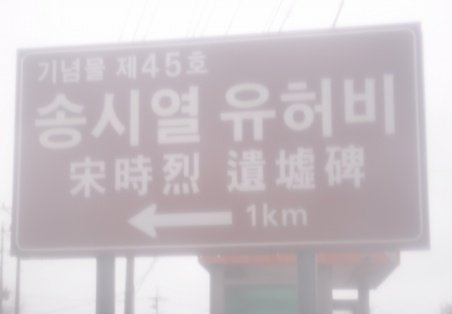 기념물 제45호
송시열 유허비
宋時烈 遺墟碑
1km